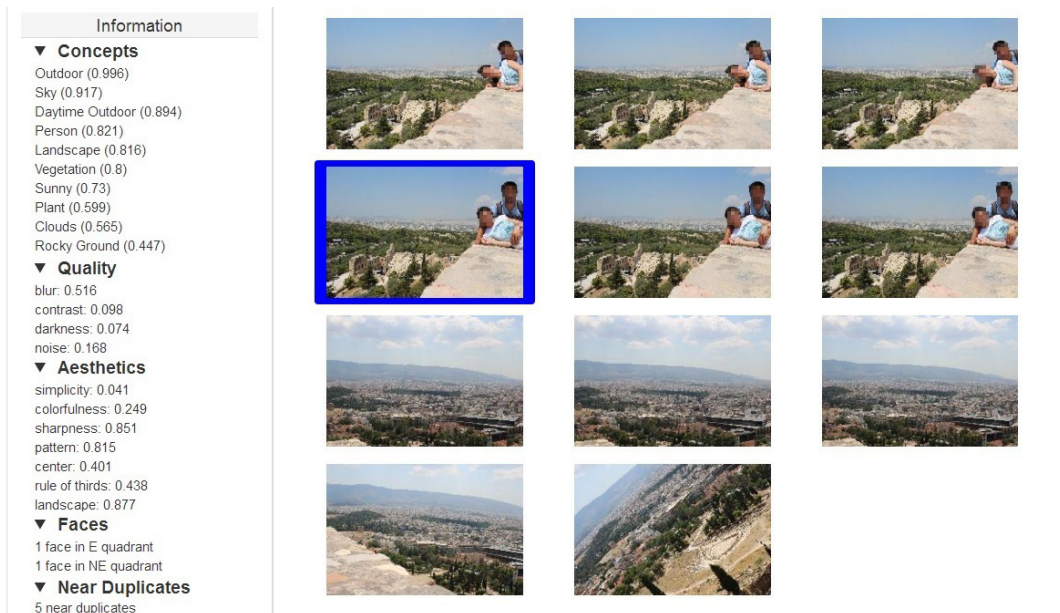 Information
▼ Concepts
Outdoor (0.996)
Sky (0.917)
Daytime Outdoor (0.894)
Person (0.821)
Landscape (0.816)
Vegetation (0.8)
Sunny (0.73)
Plant (0.599)
Clouds (0.565)
Rocky Ground (0.447)
▼ Quality
blur: 0.516
contrast: 0.098
darkness: 0.074
noise: 0.168
▼ Aesthetics
simplicity: 0.041
colorfulness: 0.249
sharpness: 0.851
pattern: 0.815
center: 0.401
rule of thirds: 0.438
landscape: 0.877
▼ Faces
1 face in E quadrant
1 face in NE quadrant
▼ Near Duplicates
5 near duplicates